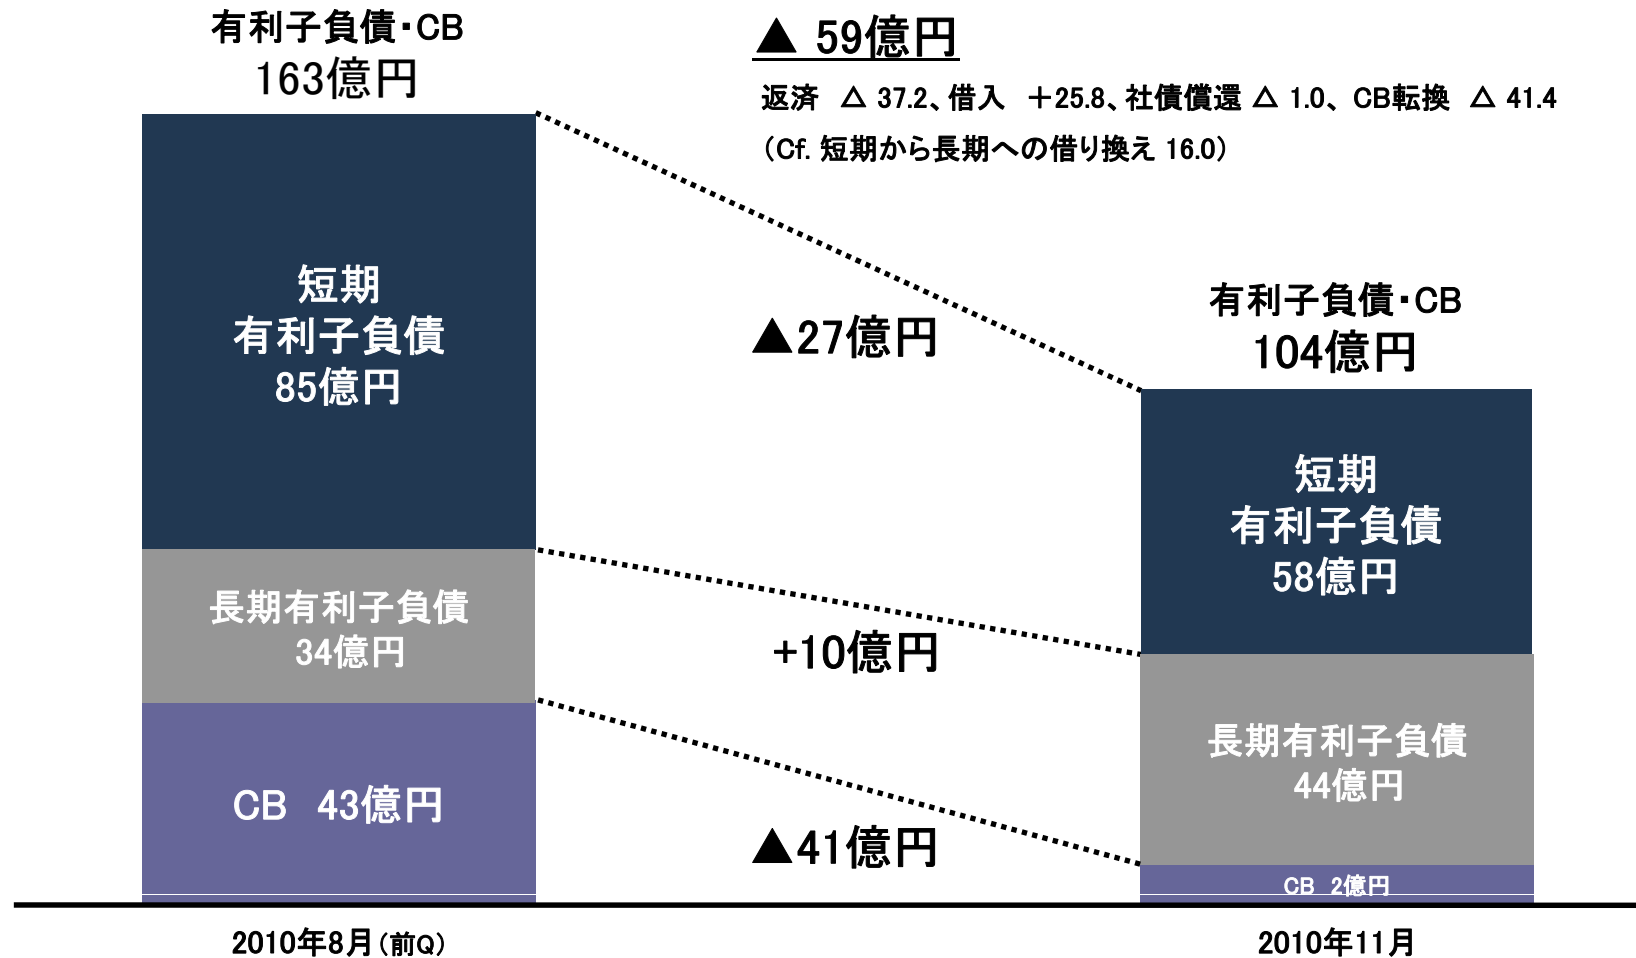 有利子負債・CB
163億円
▲ 59億円
返済　△ 37.2、借入　＋25.8、社債償還 △ 1.0、CB転換　△ 41.4
（Cf. 短期から長期への借り換え 16.0）
短期
有利子負債
85億円
長期有利子負債
34億円
CB　43億円
▲27億円
+10億円
▲41億円
有利子負債・CB
104億円
短期
有利子負債
58億円
長期有利子負債
44億円
CB　2億円
2010年8月（前Q）
2010年11月